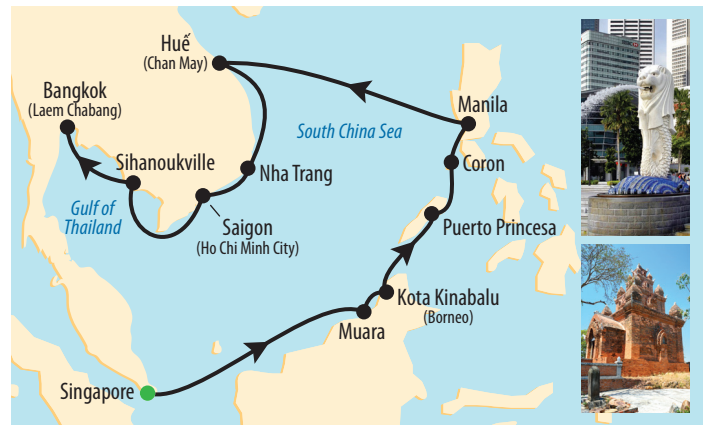 Huế
(Chan May)
Bangkok
(Laem Chabang)
Manila
South China Sea
Sihanoukville
Nha Trang
Coron
Gulf of
Thailand
Saigon
(Ho Chi Minh City)
Puerto Princesa
Kota Kinabalu
(Borneo)
Muara
Singapore